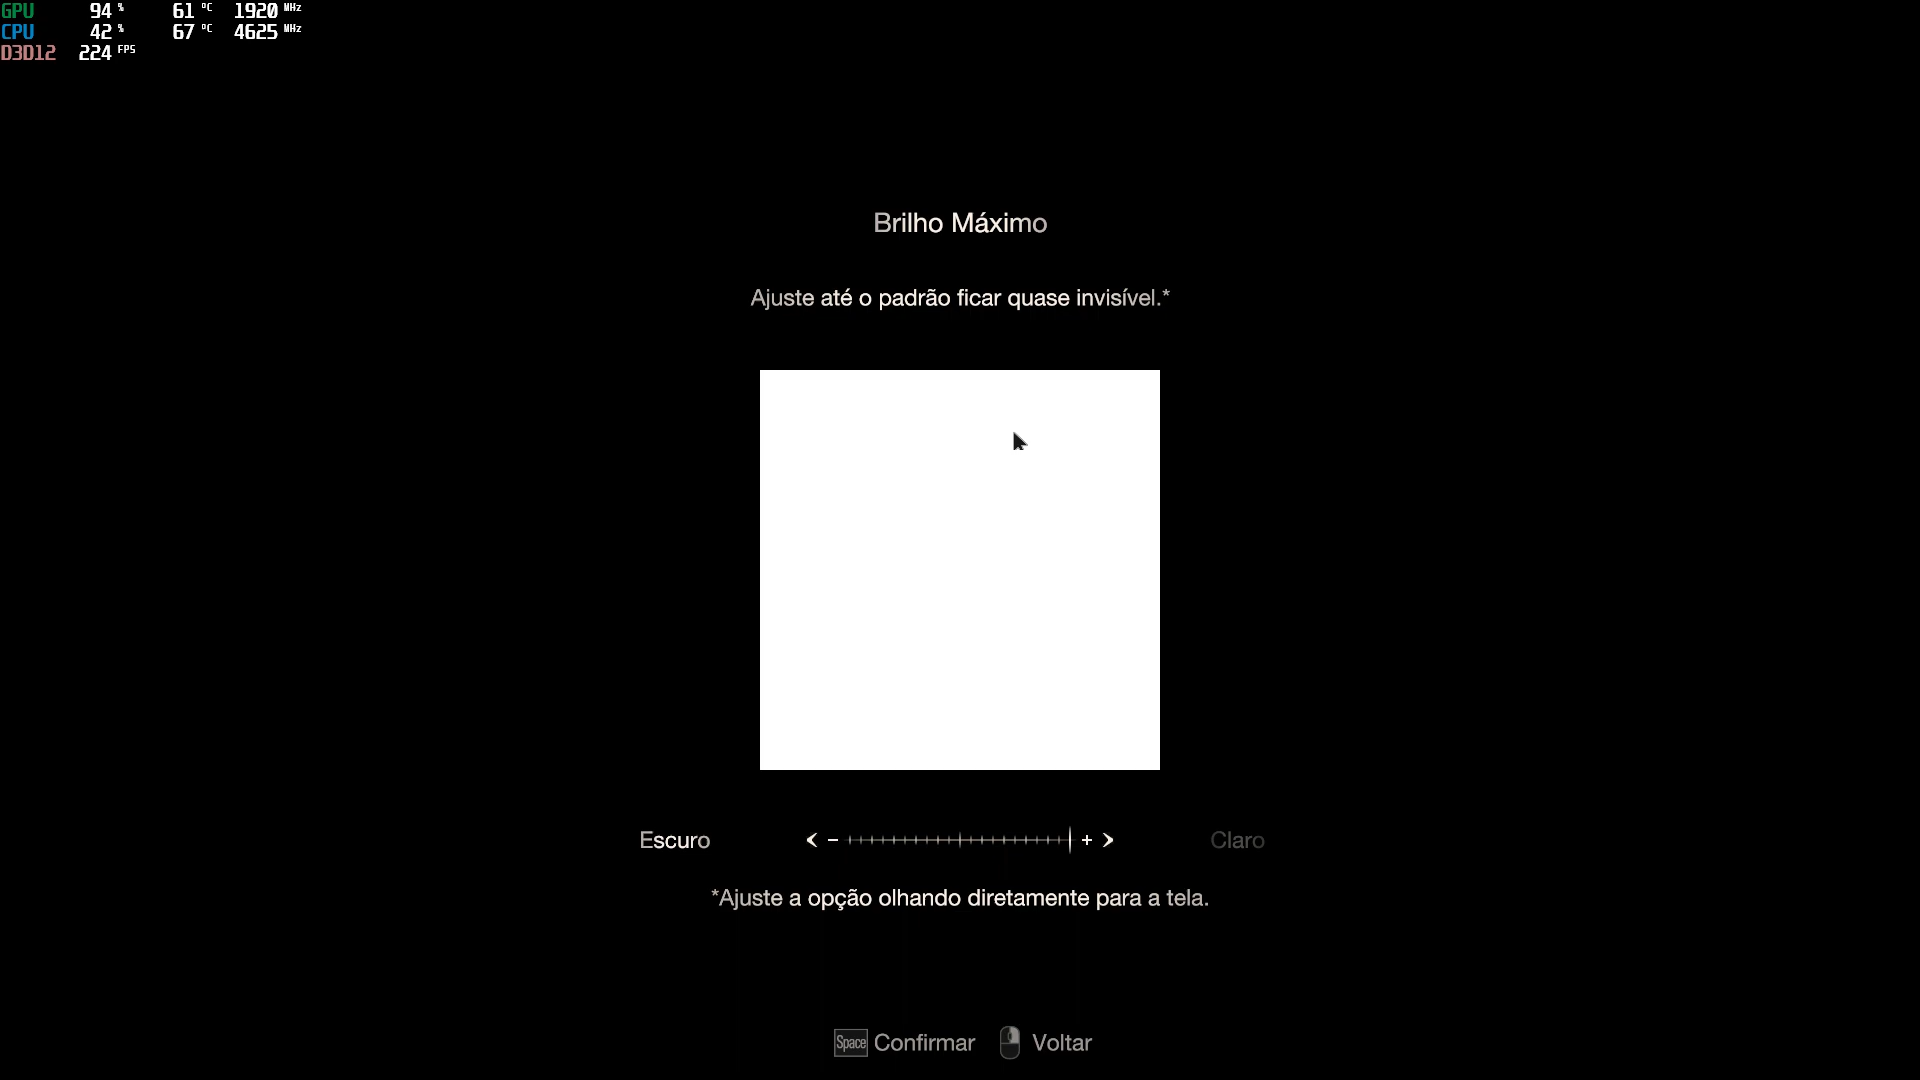 GPU 94 % 61 °C 1920 MHz
CPU 42 % 67 °C 4625 MHz
D3D12 224 FPS
Brilho Máximo
Ajuste até o padrão ficar quase invisível.*
Escuro - + Claro
*Ajuste a opção olhando diretamente para a tela.
Space Confirmar Voltar